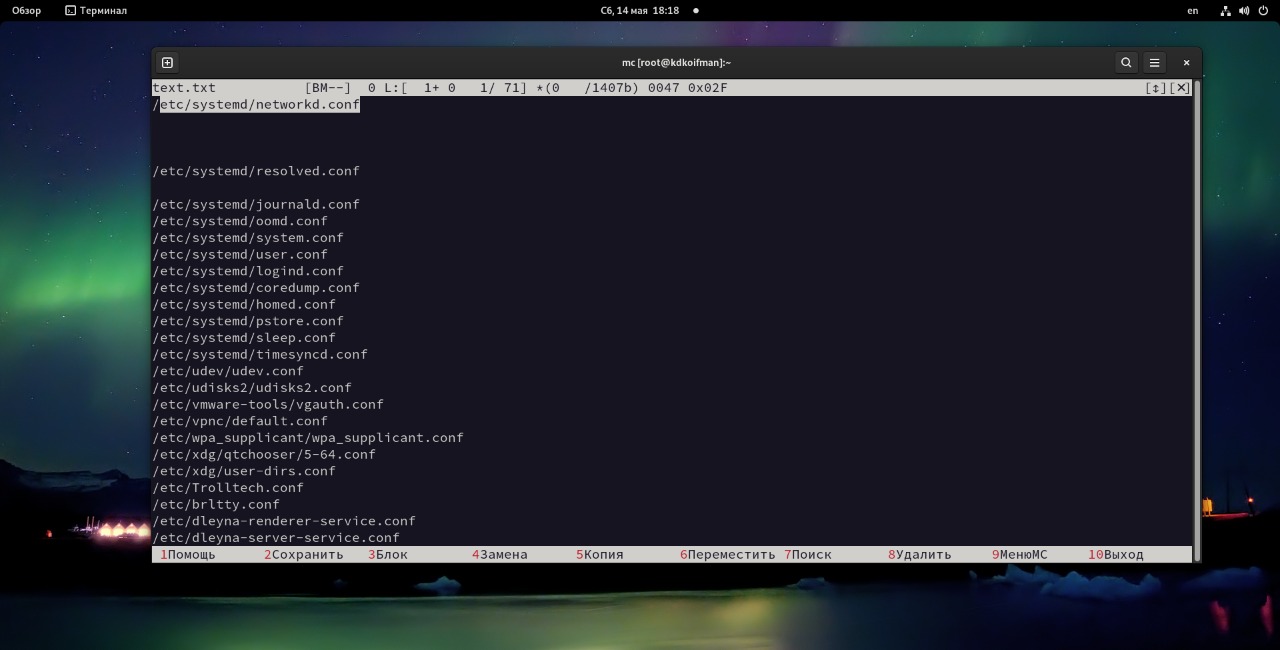 Обзор Терминал Сб, 14 мая 18:18 en
mc [root@kdkoifman]:~
text.txt [BM--] 0 L:[ 1+ 0 1/ 71] *(0 /1407b) 0047 0x02F [↕][✕]
/etc/systemd/networkd.conf
/etc/systemd/resolved.conf
/etc/systemd/journald.conf
/etc/systemd/oomd.conf
/etc/systemd/system.conf
/etc/systemd/user.conf
/etc/systemd/logind.conf
/etc/systemd/coredump.conf
/etc/systemd/homed.conf
/etc/systemd/pstore.conf
/etc/systemd/sleep.conf
/etc/systemd/timesyncd.conf
/etc/udev/udev.conf
/etc/udisks2/udisks2.conf
/etc/vmware-tools/vgauth.conf
/etc/vpnc/default.conf
/etc/wpa_supplicant/wpa_supplicant.conf
/etc/xdg/qtchooser/5-64.conf
/etc/xdg/user-dirs.conf
/etc/Trolltech.conf
/etc/brltty.conf
/etc/dleyna-renderer-service.conf
/etc/dleyna-server-service.conf
1Помощь 2Сохранить 3Блок 4Замена 5Копия 6Переместить 7Поиск 8Удалить 9МенюMC 10Выход